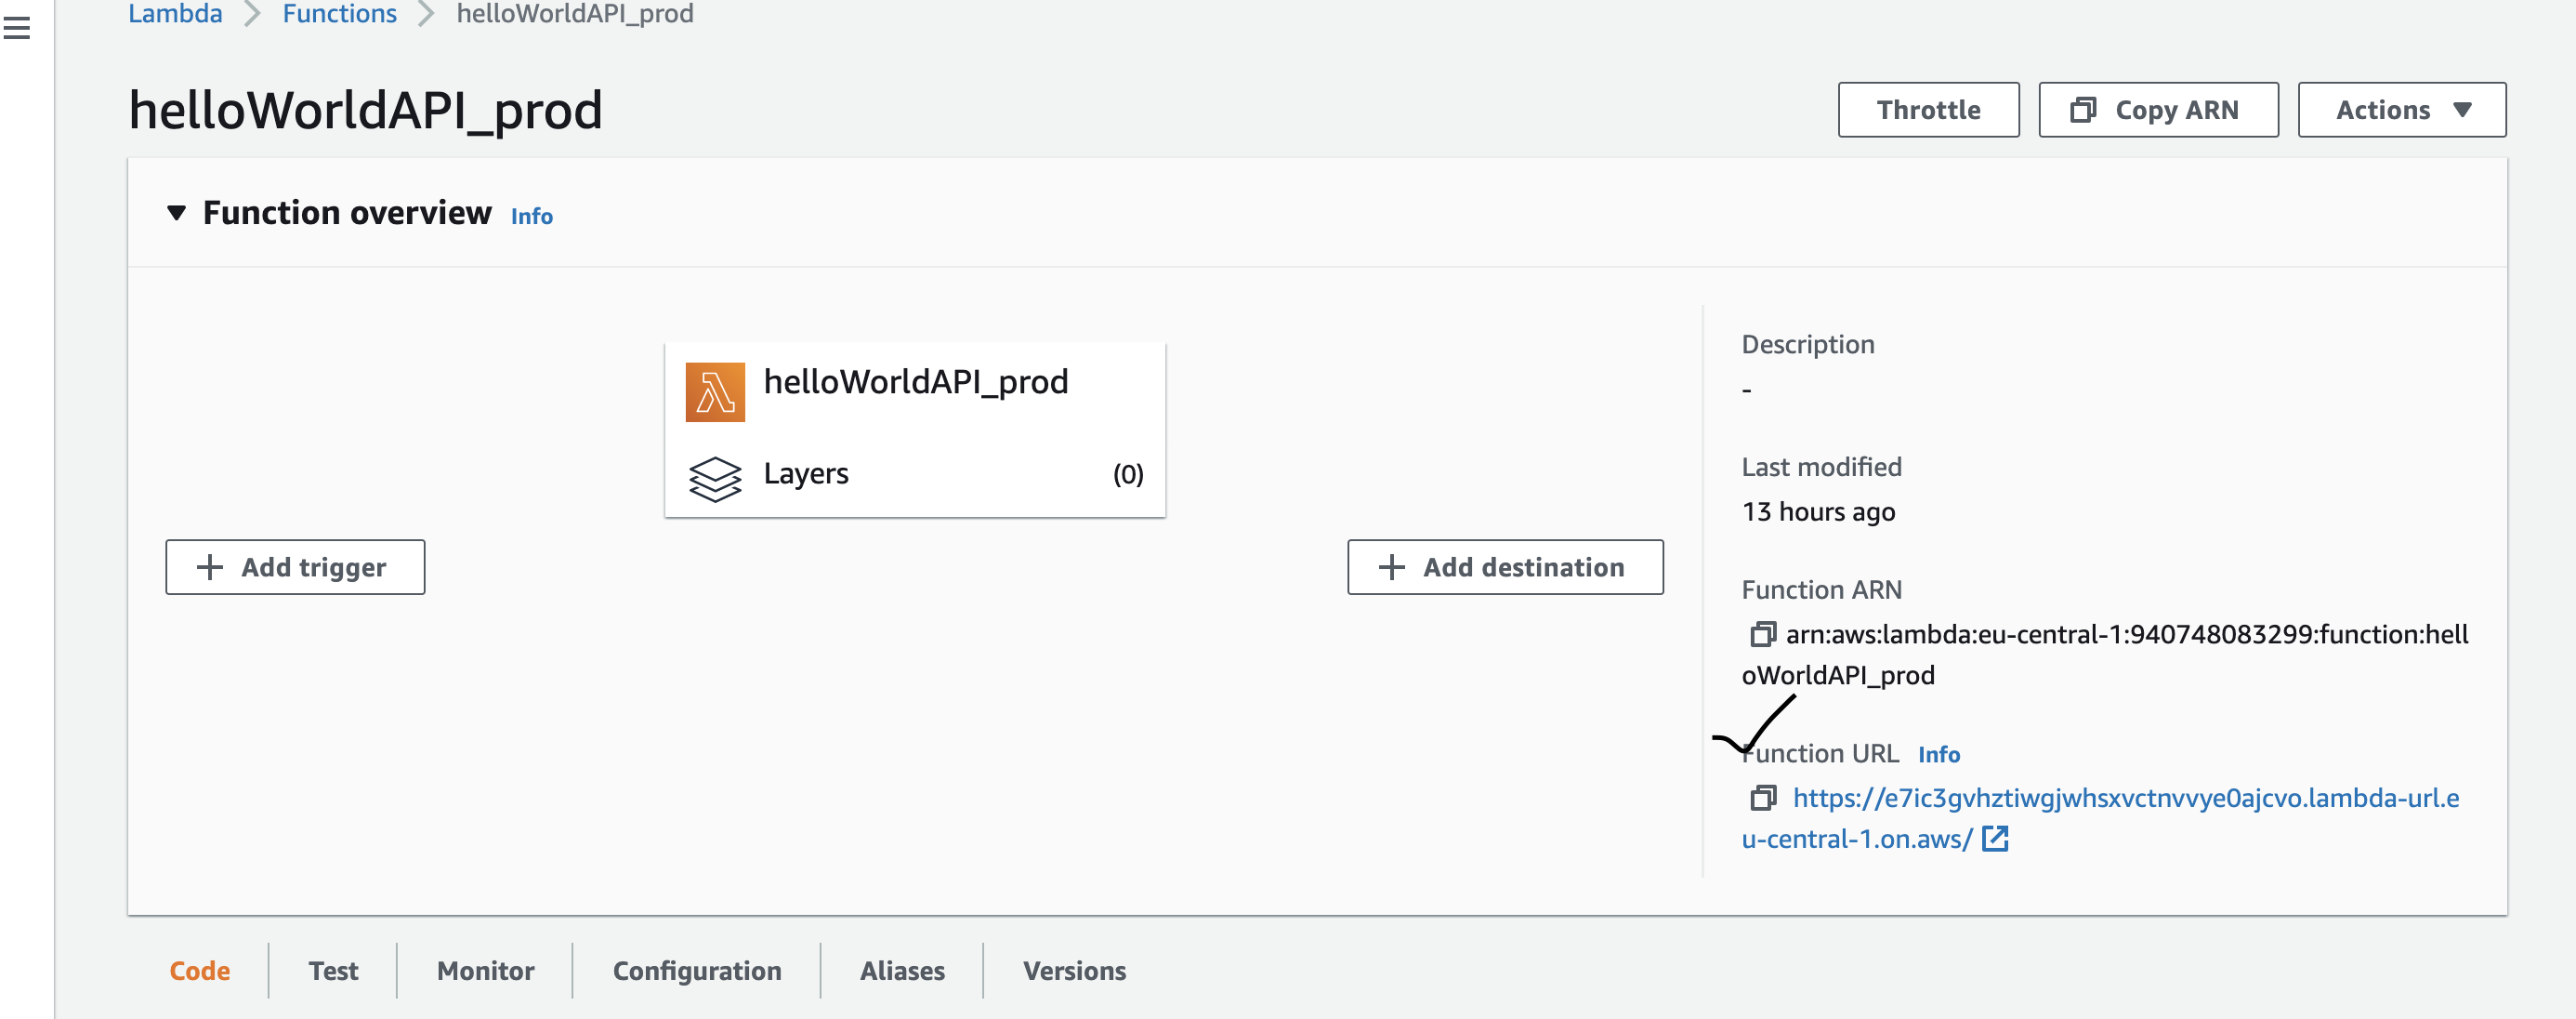 Lambda > Functions > helloWorldAPI_prod
helloWorldAPI_prod
Throttle
Copy ARN
Actions
Function overview Info
helloWorldAPI_prod
Layers (0)
Add trigger
Add destination
Description
-
Last modified
13 hours ago
Function ARN
arn:aws:lambda:eu-central-1:940748083299:function:hell
oWorldAPI_prod
Function URL Info
https://e7ic3gvhztiwgjwhsxvctnvvye0ajcvo.lambda-url.e
u-central-1.on.aws/
Code
Test
Monitor
Configuration
Aliases
Versions